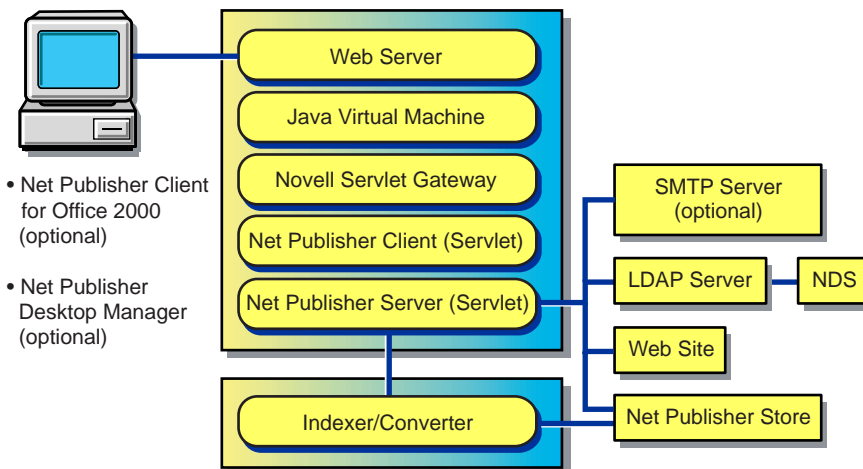 Web Server
Java Virtual Machine
Novell Servlet Gateway
Net Publisher Client (Servlet)
Net Publisher Server (Servlet)
Indexer/Converter
• Net Publisher Client
for Office 2000
(optional)
• Net Publisher
Desktop Manager
(optional)
SMTP Server
(optional)
LDAP Server
NDS
Web Site
Net Publisher Store